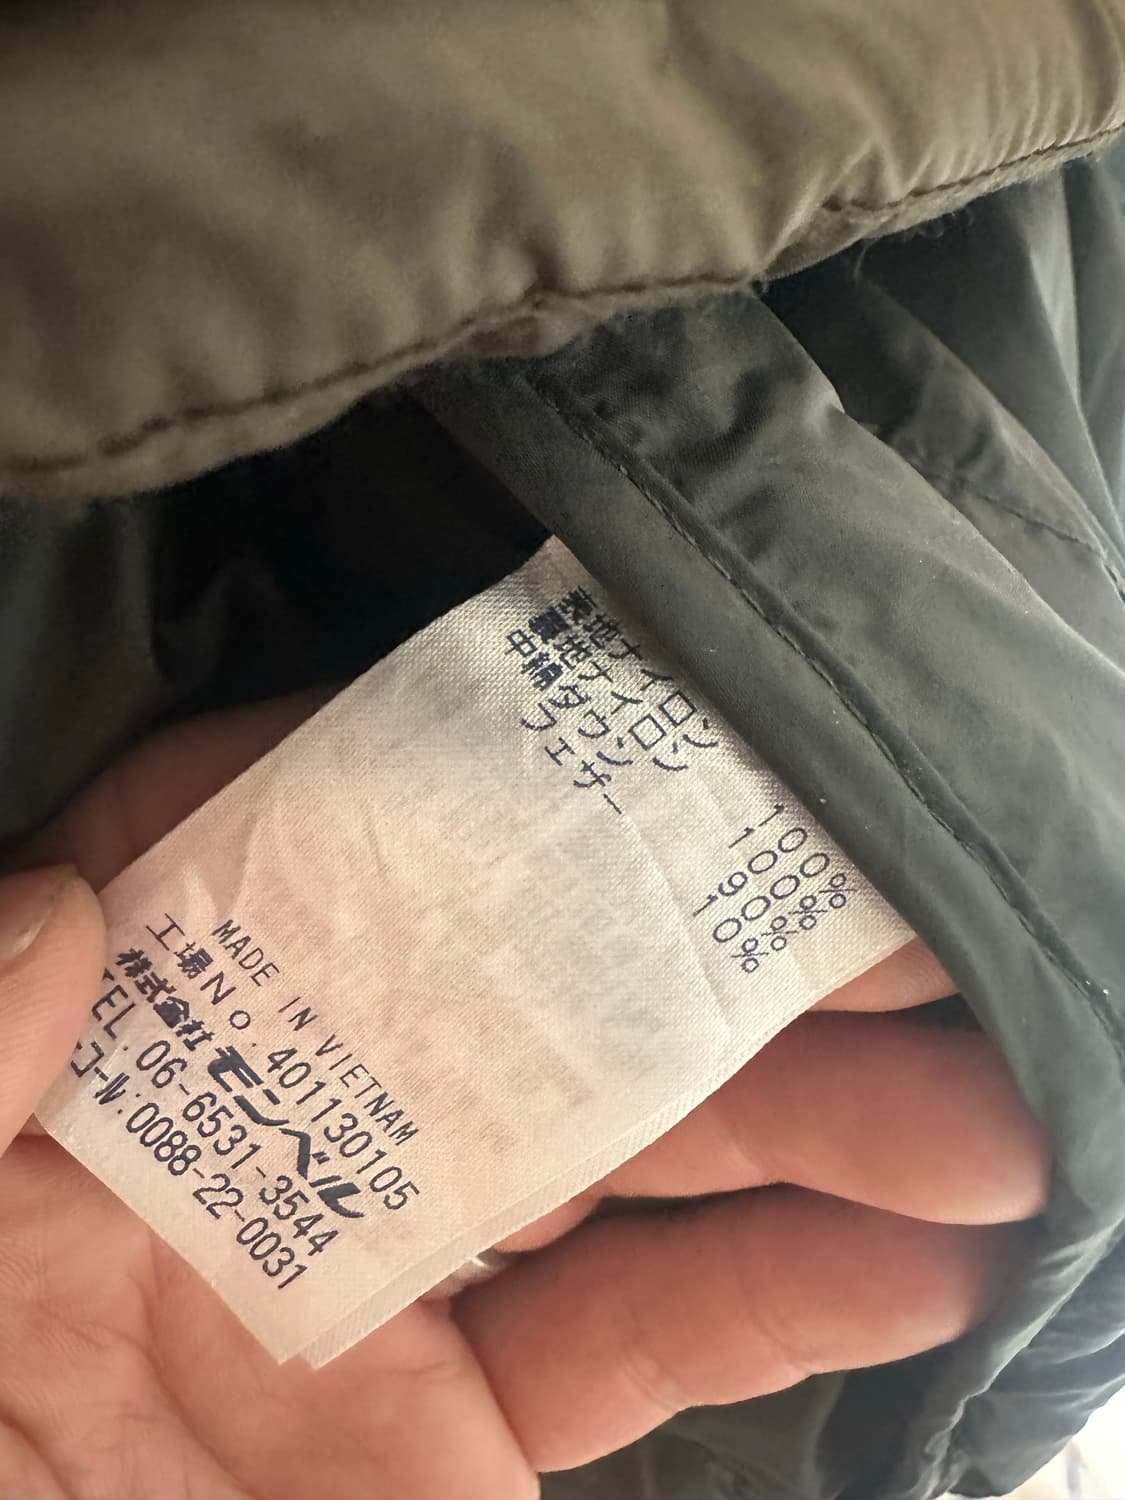 表地ナイロン 100%
裏地ナイロン 100%
中綿ダウン 90%
フェザー 10%
MADE IN VIETNAM
工場No.401130105
株式会社モンベル
TEL:06-6531-3544
コール:0088-22-0031